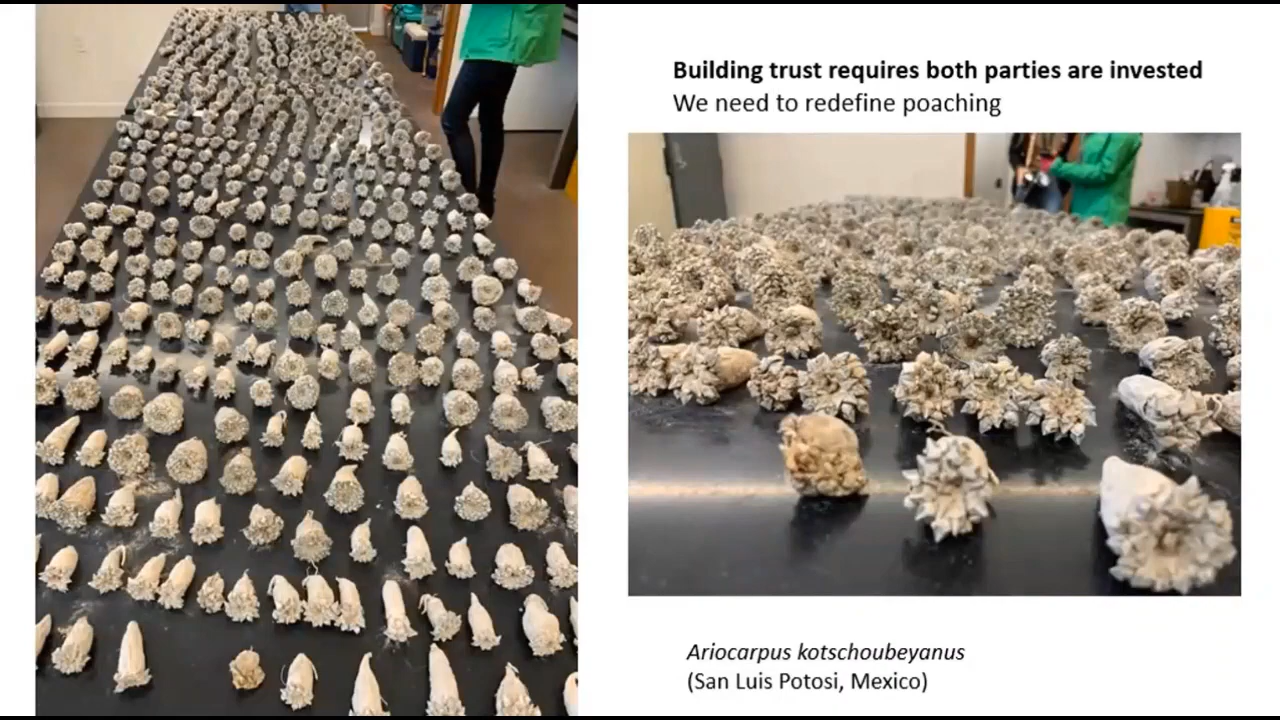 Building trust requires both parties are invested
We need to redefine poaching
Ariocarpus kotschoubeyanus
(San Luis Potosi, Mexico)